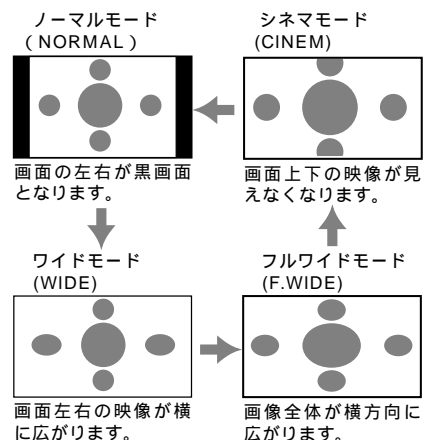 ノーマルモード
（NORMAL）
画面の左右が黒画面
となります。
シネマモード
(CINEM)
画面上下の映像が見
えなくなります。
ワイドモード
(WIDE)
画面左右の映像が横
に広がります。
フルワイドモード
(F.WIDE)
画像全体が横方向に
広がります。